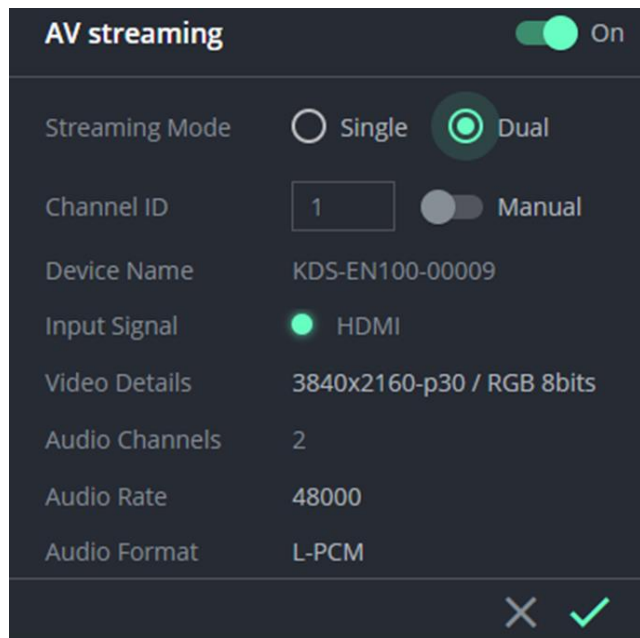 AV streaming On
Streaming Mode Single Dual
Channel ID 1 Manual
Device Name KDS-EN100-00009
Input Signal HDMI
Video Details 3840x2160-p30 / RGB 8bits
Audio Channels 2
Audio Rate 48000
Audio Format L-PCM